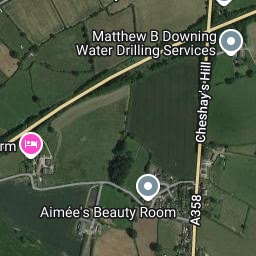 Matthew B Downing
Water Drilling Services
Cheshay's Hill
rm
Aimée's Beauty Room
A358